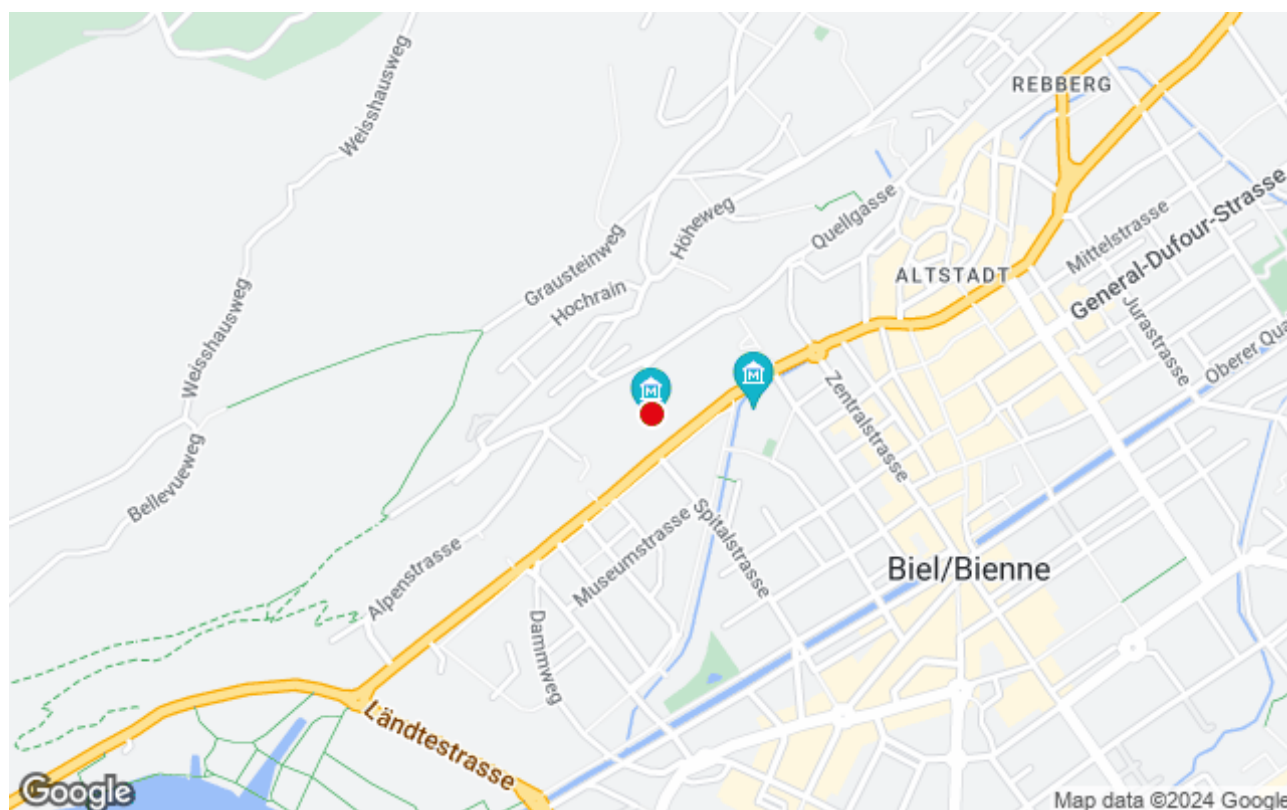 REBBERG
Weisshausweg
Höheweg
Quellgasse
Grausteinweg
Hochrain
ALTSTADT
Mittelstrasse
General-Dufour-Strasse
Jurastrasse
Oberer Qua
Weisshausweg
Bellevueweg
M
M
Zentralstrasse
Spitalstrasse
Museumstrasse
Alpenstrasse
Dammweg
Biel/Bienne
Ländtestrasse
Google
Map data ©2024 Google